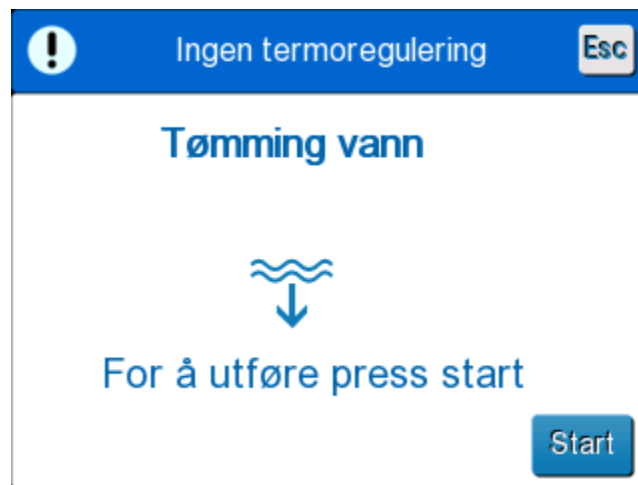 Ingen termoregulering
Esc
Tømming vann
For å utføre press start
Start